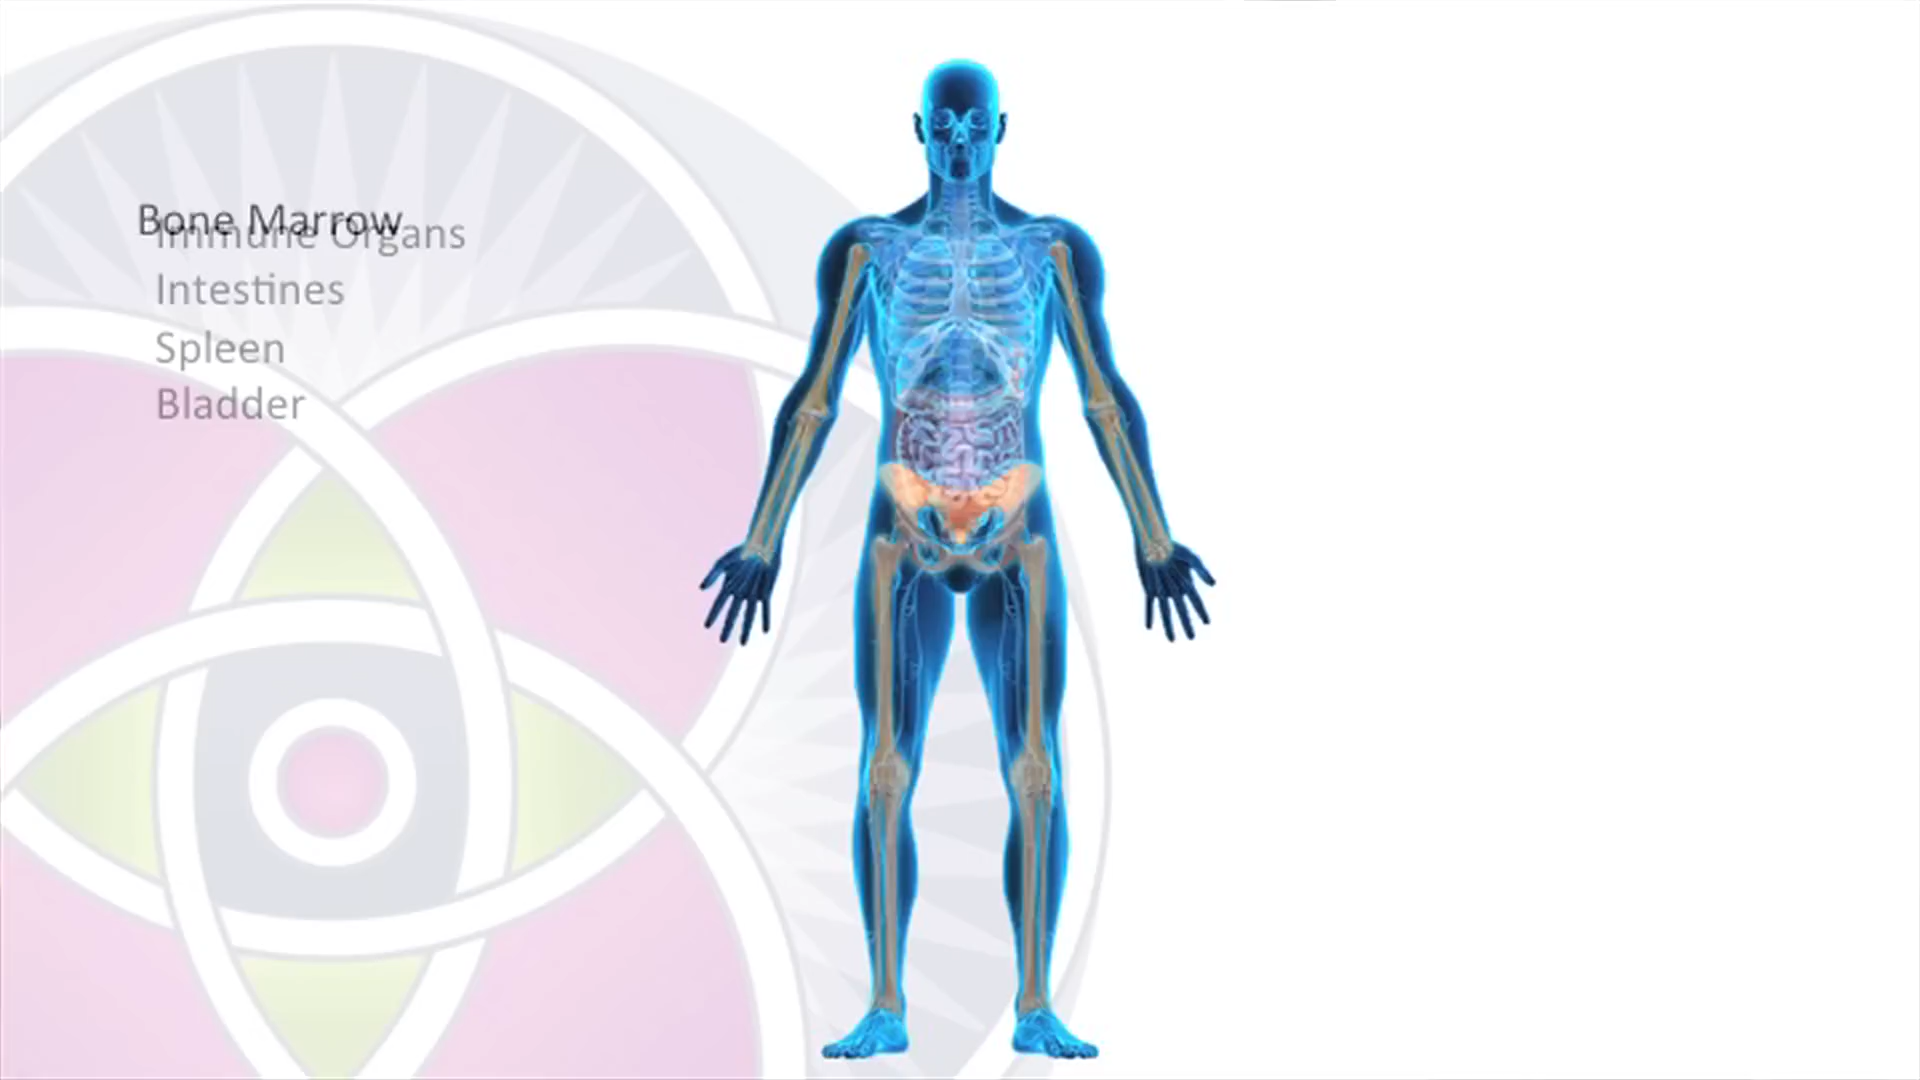 Bone Marrow
Immune Organs
Intestines
Spleen
Bladder